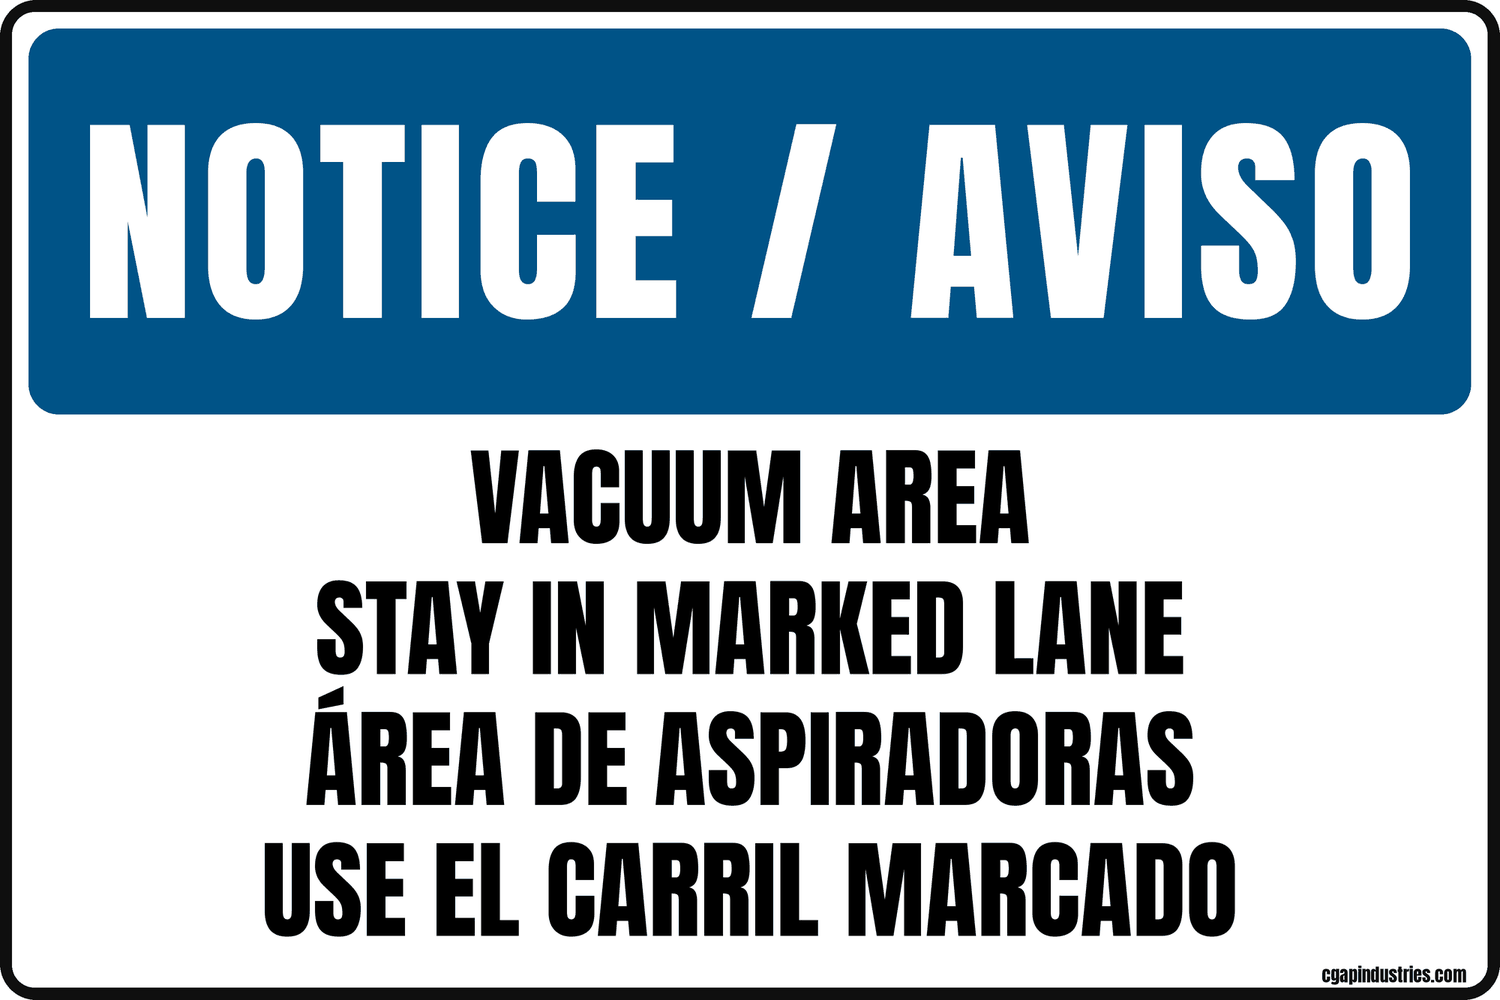 NOTICE / AVISO
VACUUM AREA
STAY IN MARKED LANE
ÁREA DE ASPIRADORAS
USE EL CARRIL MARCADO
cgapindustries.com